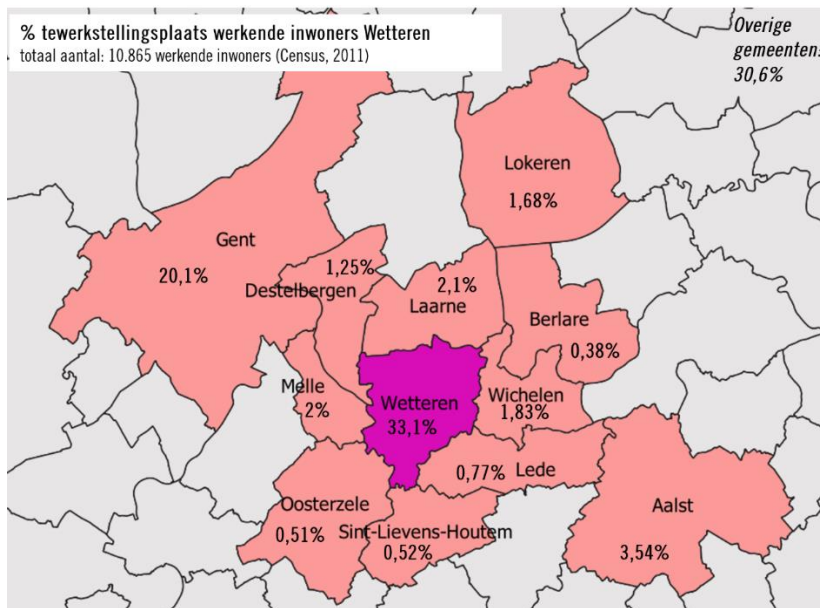 % tewerkstellingsplaats werkende inwoners Wetteren
totaal aantal: 10.865 werkende inwoners (Census, 2011)
Overige
gemeenten:
30,6%
Lokeren
1,68%
Gent
20,1%
1,25%
Destelbergen
2,1%
Laarne
Berlare
0,38%
Melle
2%
Wetteren
33,1%
Wichelen
1,83%
0,77%
Lede
Oosterzele
0,51%
Sint-Lievens-Houtem
0,52%
Aalst
3,54%